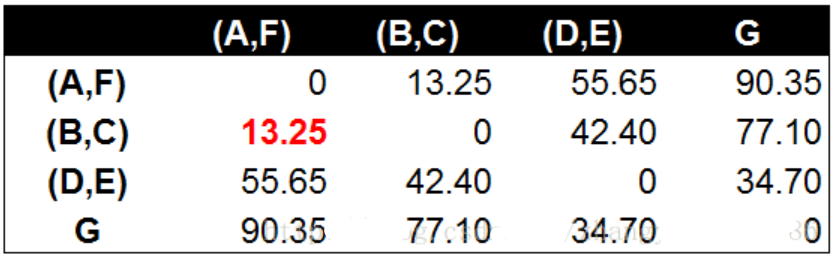 (A,F) (B,C) (D,E) G
(A,F) 0 13.25 55.65 90.35
(B,C) 13.25 0 42.40 77.10
(D,E) 55.65 42.40 0 34.70
G 90.35 77.10 34.70 0